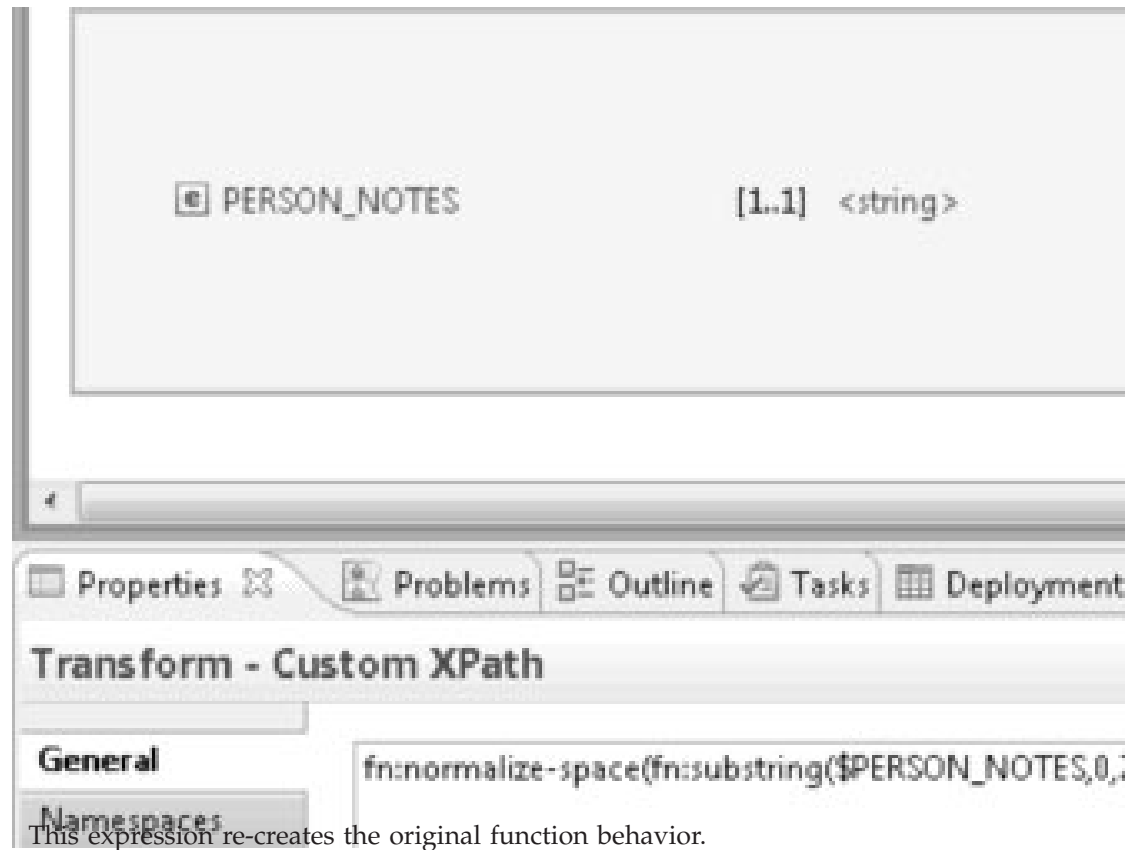 PERSON_NOTES [1..1] <string>
Properties Problems Outline Tasks Deployment
Transform - Custom XPath
General
fn:normalize-space(fn:substring($PERSON_NOTES,0,2
Namespaces
This expression re-creates the original function behavior.